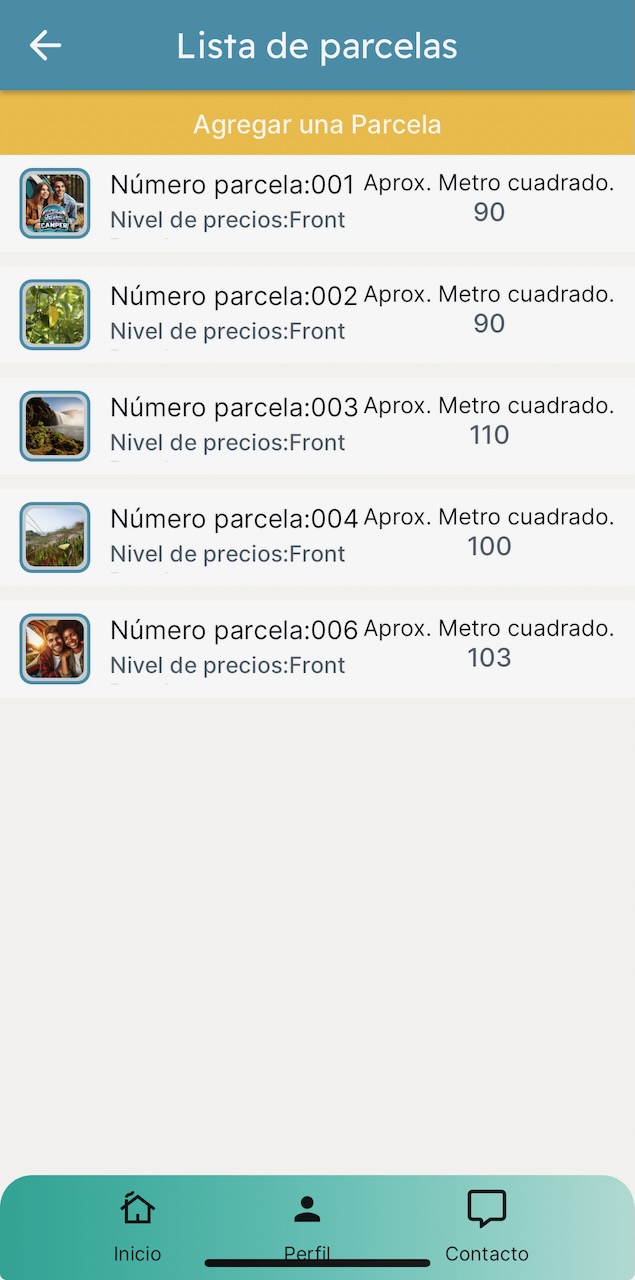 Lista de parcelas
Agregar una Parcela
Número parcela:001 Aprox. Metro cuadrado.
Nivel de precios:Front 90
CAMPER
Número parcela:002 Aprox. Metro cuadrado.
Nivel de precios:Front 90
Número parcela:003 Aprox. Metro cuadrado.
Nivel de precios:Front 110
Número parcela:004 Aprox. Metro cuadrado.
Nivel de precios:Front 100
Número parcela:006 Aprox. Metro cuadrado.
Nivel de precios:Front 103
Inicio Perfil Contacto